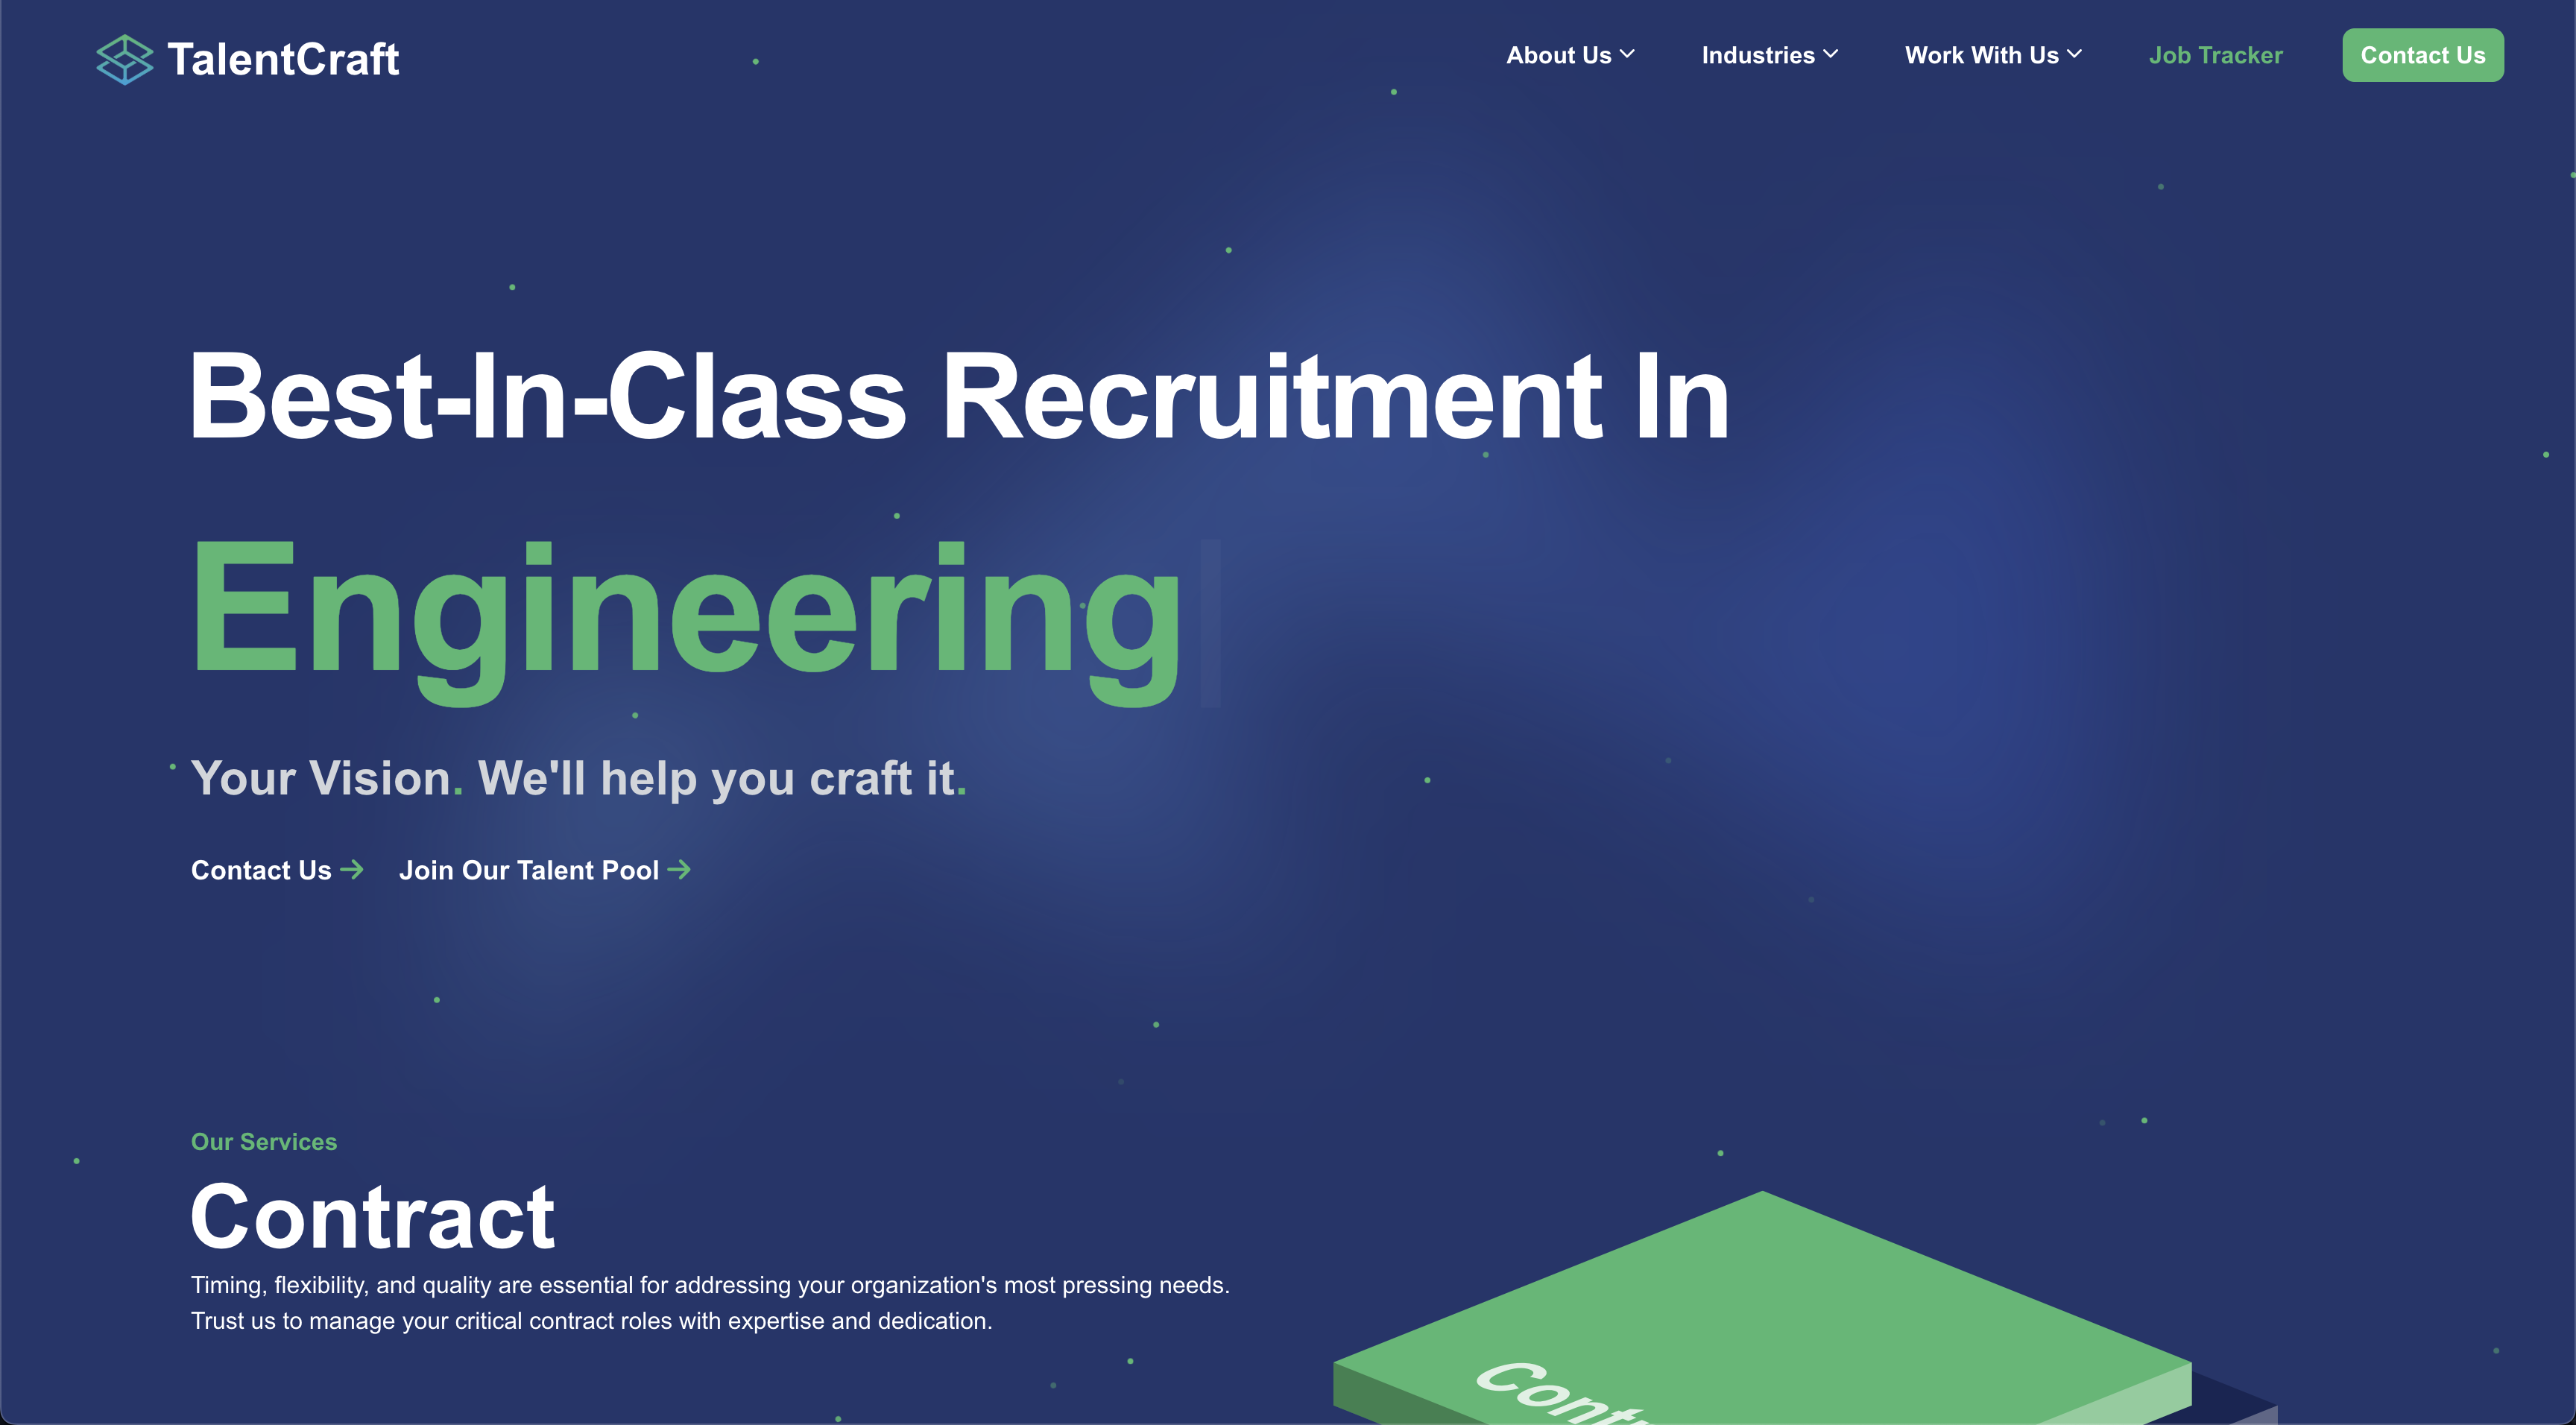 TalentCraft
About Us
Industries
Work With Us
Job Tracker
Contact Us
Best-In-Class Recruitment In
Engineering
Your Vision. We'll help you craft it.
Contact Us
Join Our Talent Pool
Our Services
Contract
Timing, flexibility, and quality are essential for addressing your organization's most pressing needs.
Trust us to manage your critical contract roles with expertise and dedication.